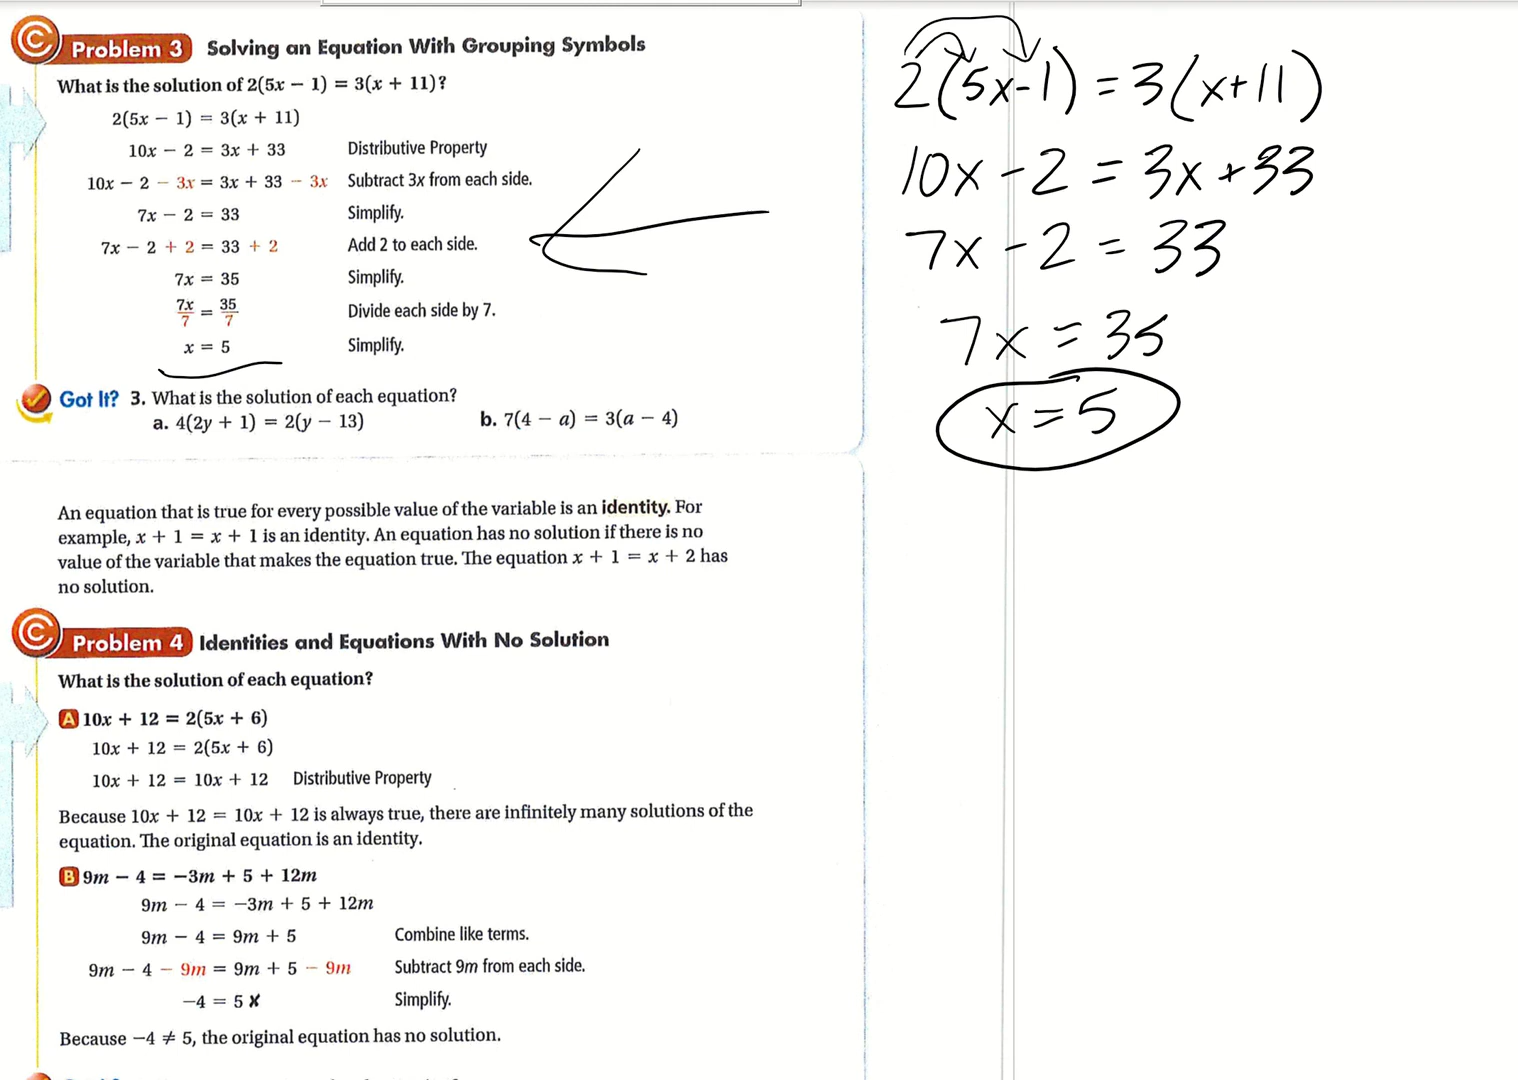 Problem 3 Solving an Equation With Grouping Symbols
What is the solution of 2(5x − 1) = 3(x + 11)?
2(5x − 1) = 3(x + 11)
10x − 2 = 3x + 33 Distributive Property
10x − 2 − 3x = 3x + 33 − 3x Subtract 3x from each side.
7x − 2 = 33 Simplify.
7x − 2 + 2 = 33 + 2 Add 2 to each side.
7x = 35 Simplify.
7x/7 = 35/7 Divide each side by 7.
x = 5 Simplify.
Got It? 3. What is the solution of each equation?
a. 4(2y + 1) = 2(y − 13) b. 7(4 − a) = 3(a − 4)
An equation that is true for every possible value of the variable is an identity. For
example, x + 1 = x + 1 is an identity. An equation has no solution if there is no
value of the variable that makes the equation true. The equation x + 1 = x + 2 has
no solution.
Problem 4 Identities and Equations With No Solution
What is the solution of each equation?
A 10x + 12 = 2(5x + 6)
10x + 12 = 2(5x + 6)
10x + 12 = 10x + 12 Distributive Property
Because 10x + 12 = 10x + 12 is always true, there are infinitely many solutions of the
equation. The original equation is an identity.
B 9m − 4 = −3m + 5 + 12m
9m − 4 = −3m + 5 + 12m
9m − 4 = 9m + 5 Combine like terms.
9m − 4 − 9m = 9m + 5 − 9m Subtract 9m from each side.
−4 = 5 ✗ Simplify.
Because −4 ≠ 5, the original equation has no solution.
2(5x-1) = 3(x+11)
10x - 2 = 3x + 33
7x - 2 = 33
7x = 35
x = 5